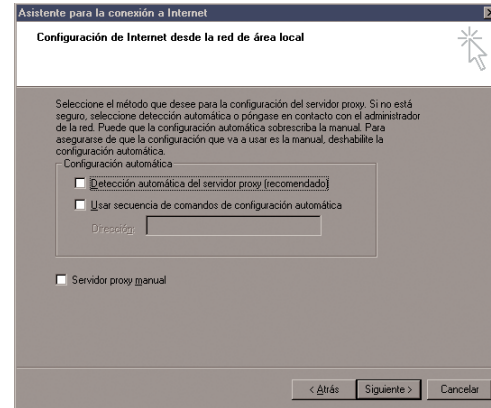 Asistente para la conexión a Internet
Configuración de Internet desde la red de área local
Seleccione el método que desee para la configuración del servidor proxy. Si no está
seguro, seleccione detección automática o póngase en contacto con el administrador
de la red. Puede que la configuración automática sobrescriba la manual. Para
asegurarse de que la configuración que va a usar es la manual, deshabilite la
configuración automática.
Configuración automática
Detección automática del servidor proxy (recomendado)
Usar secuencia de comandos de configuración automática
Dirección:
Servidor proxy manual
< Atrás Siguiente > Cancelar